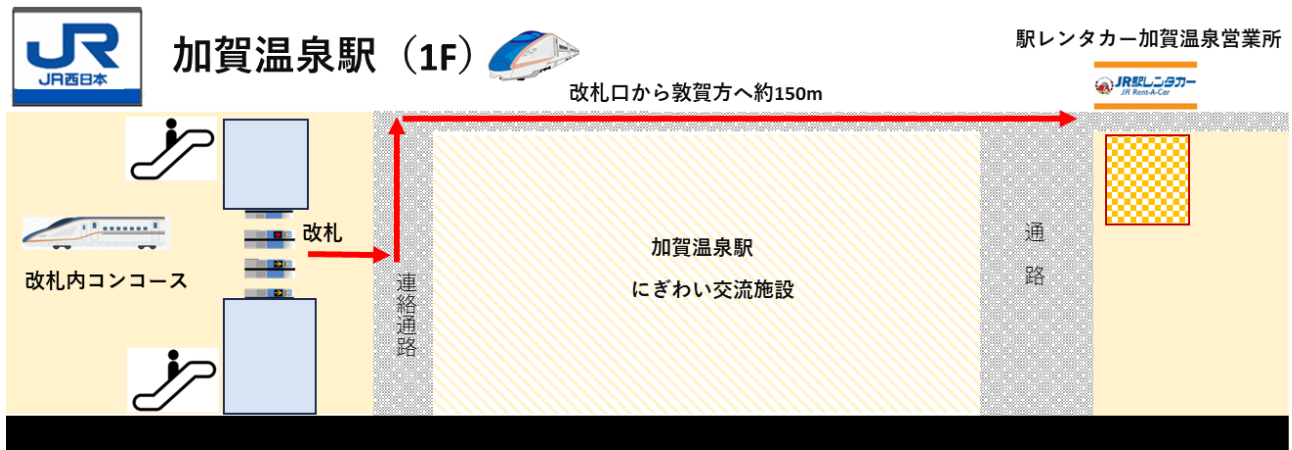 JR
JR西日本
加賀温泉駅（1F）
駅レンタカー加賀温泉営業所
JR駅レンタカー
JR Rent-A-Car
改札口から敦賀方へ約150m
改札
改札内コンコース
連絡通路
加賀温泉駅
にぎわい交流施設
通路